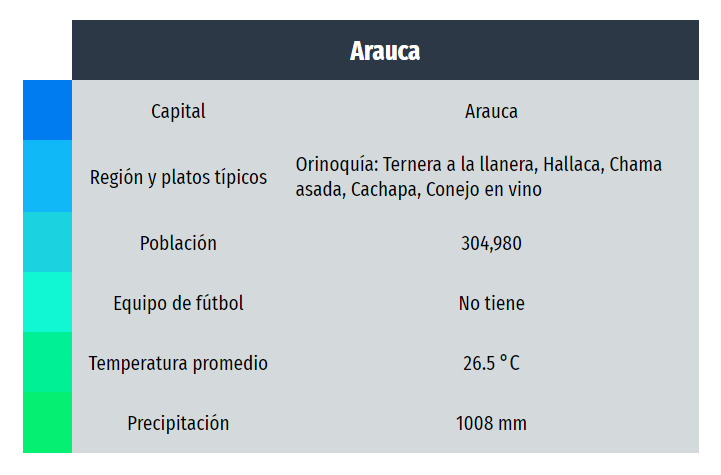 Arauca
Capital
Arauca
Región y platos típicos
Orinoquía: Ternera a la llanera, Hallaca, Chama
asada, Cachapa, Conejo en vino
Población
304,980
Equipo de fútbol
No tiene
Temperatura promedio
26.5 °C
Precipitación
1008 mm